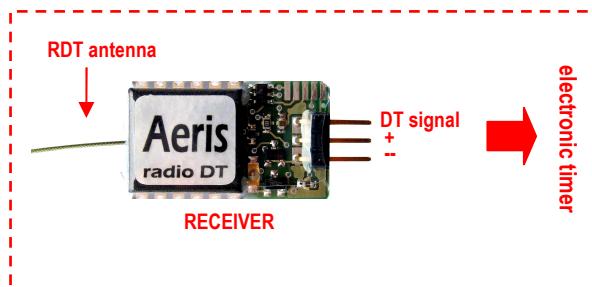 RDT antenna
Aeris
radio DT
DT signal
+
--
electronic timer
RECEIVER